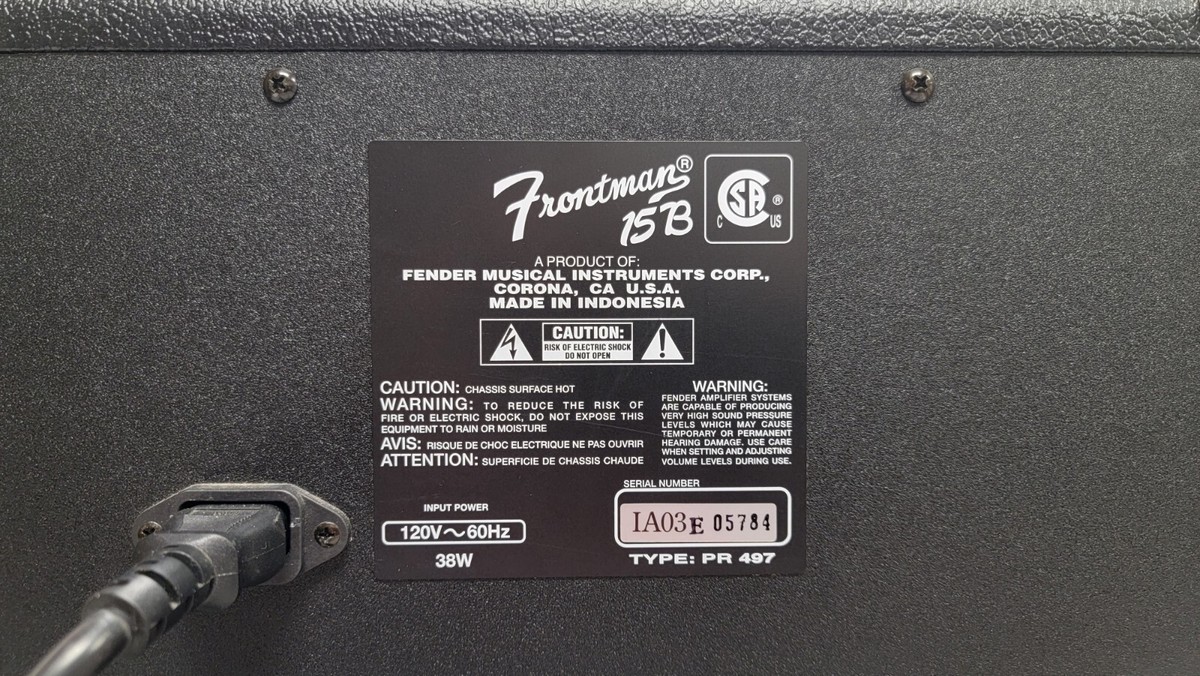 Frontman®
15B
CSA®
C US
A PRODUCT OF:
FENDER MUSICAL INSTRUMENTS CORP.,
CORONA, CA U.S.A.
MADE IN INDONESIA
CAUTION:
RISK OF ELECTRIC SHOCK
DO NOT OPEN
CAUTION: CHASSIS SURFACE HOT
WARNING: TO REDUCE THE RISK OF
FIRE OR ELECTRIC SHOCK, DO NOT EXPOSE THIS
EQUIPMENT TO RAIN OR MOISTURE
AVIS: RISQUE DE CHOC ELECTRIQUE NE PAS OUVRIR
ATTENTION: SUPERFICIE DE CHASSIS CHAUDE
WARNING:
FENDER AMPLIFIER SYSTEMS
ARE CAPABLE OF PRODUCING
VERY HIGH SOUND PRESSURE
LEVELS WHICH MAY CAUSE
TEMPORARY OR PERMANENT
HEARING DAMAGE. USE CARE
WHEN SETTING AND ADJUSTING
VOLUME LEVELS DURING USE.
INPUT POWER
120V～60Hz
38W
SERIAL NUMBER
IA03E 05784
TYPE: PR 497